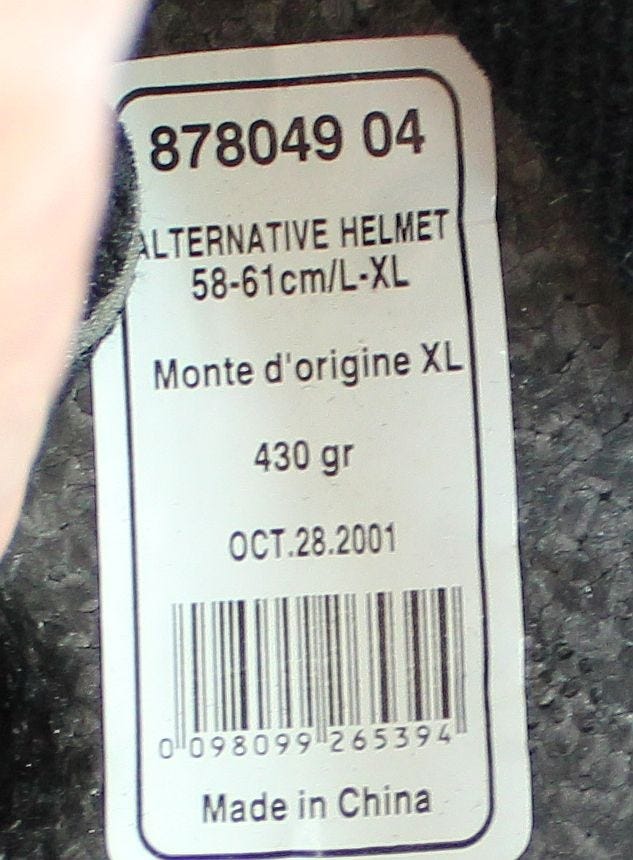 878049 04
ALTERNATIVE HELMET
58-61cm/L-XL
Monte d'origine XL
430 gr
OCT.28.2001
0 098099 265394
Made in China